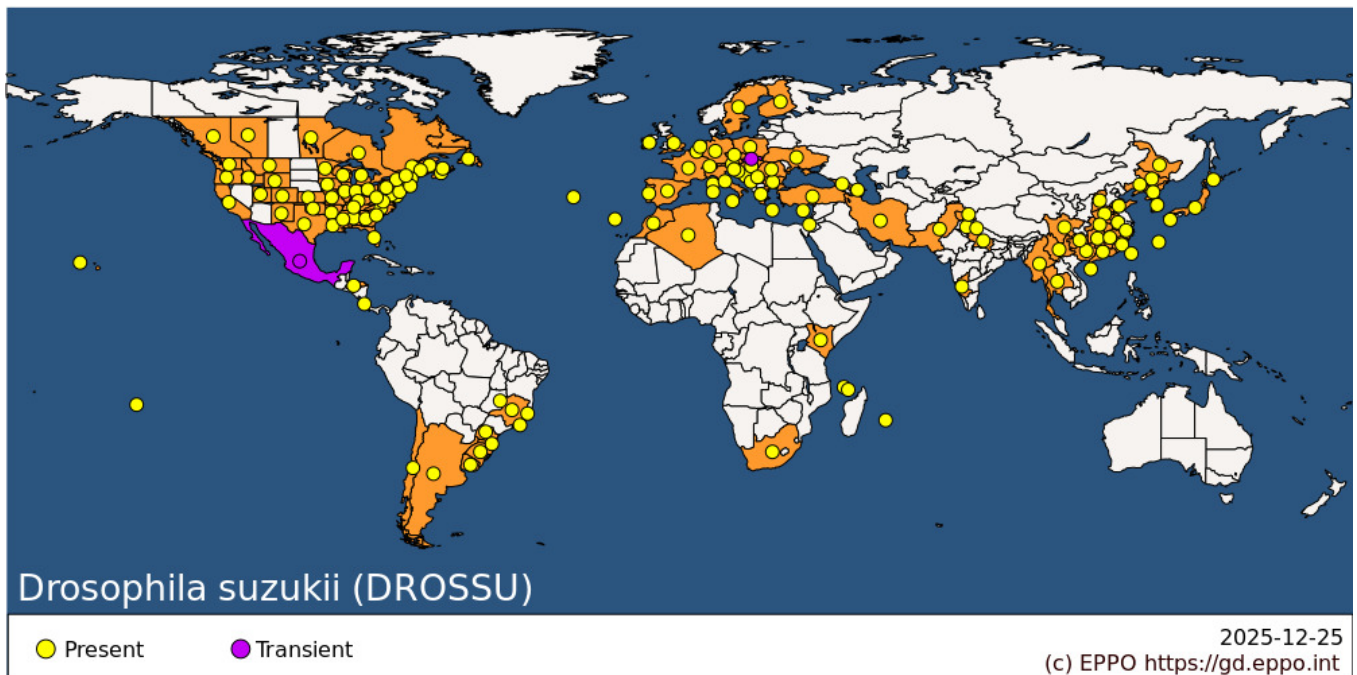 Drosophila suzukii (DROSSU)
Present
Transient
2025-12-25
(c) EPPO https://gd.eppo.int